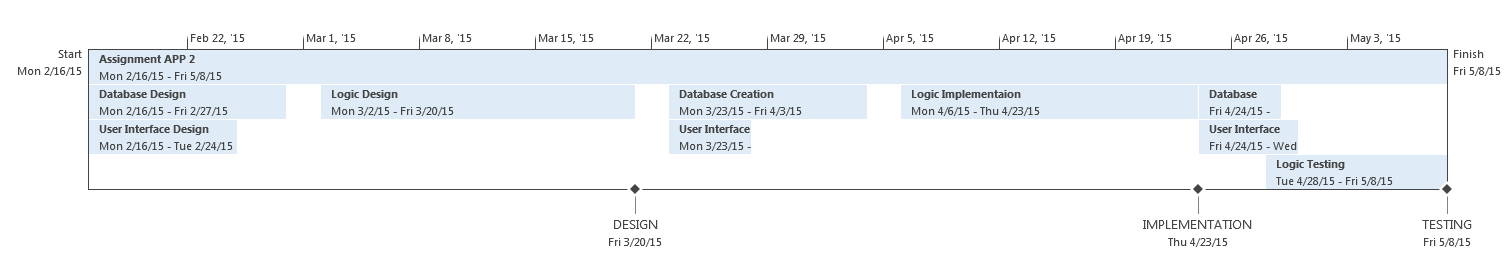 Feb 22, '15 Mar 1, '15 Mar 8, '15 Mar 15, '15 Mar 22, '15 Mar 29, '15 Apr 5, '15 Apr 12, '15 Apr 19, '15 Apr 26, '15 May 3, '15
Start
Mon 2/16/15
Finish
Fri 5/8/15
Assignment APP 2
Mon 2/16/15 - Fri 5/8/15
Database Design
Mon 2/16/15 - Fri 2/27/15
Logic Design
Mon 3/2/15 - Fri 3/20/15
Database Creation
Mon 3/23/15 - Fri 4/3/15
Logic Implementaion
Mon 4/6/15 - Thu 4/23/15
Database
Fri 4/24/15 -
User Interface Design
Mon 2/16/15 - Tue 2/24/15
User Interface
Mon 3/23/15 -
User Interface
Fri 4/24/15 - Wed
Logic Testing
Tue 4/28/15 - Fri 5/8/15
DESIGN
Fri 3/20/15
IMPLEMENTATION
Thu 4/23/15
TESTING
Fri 5/8/15